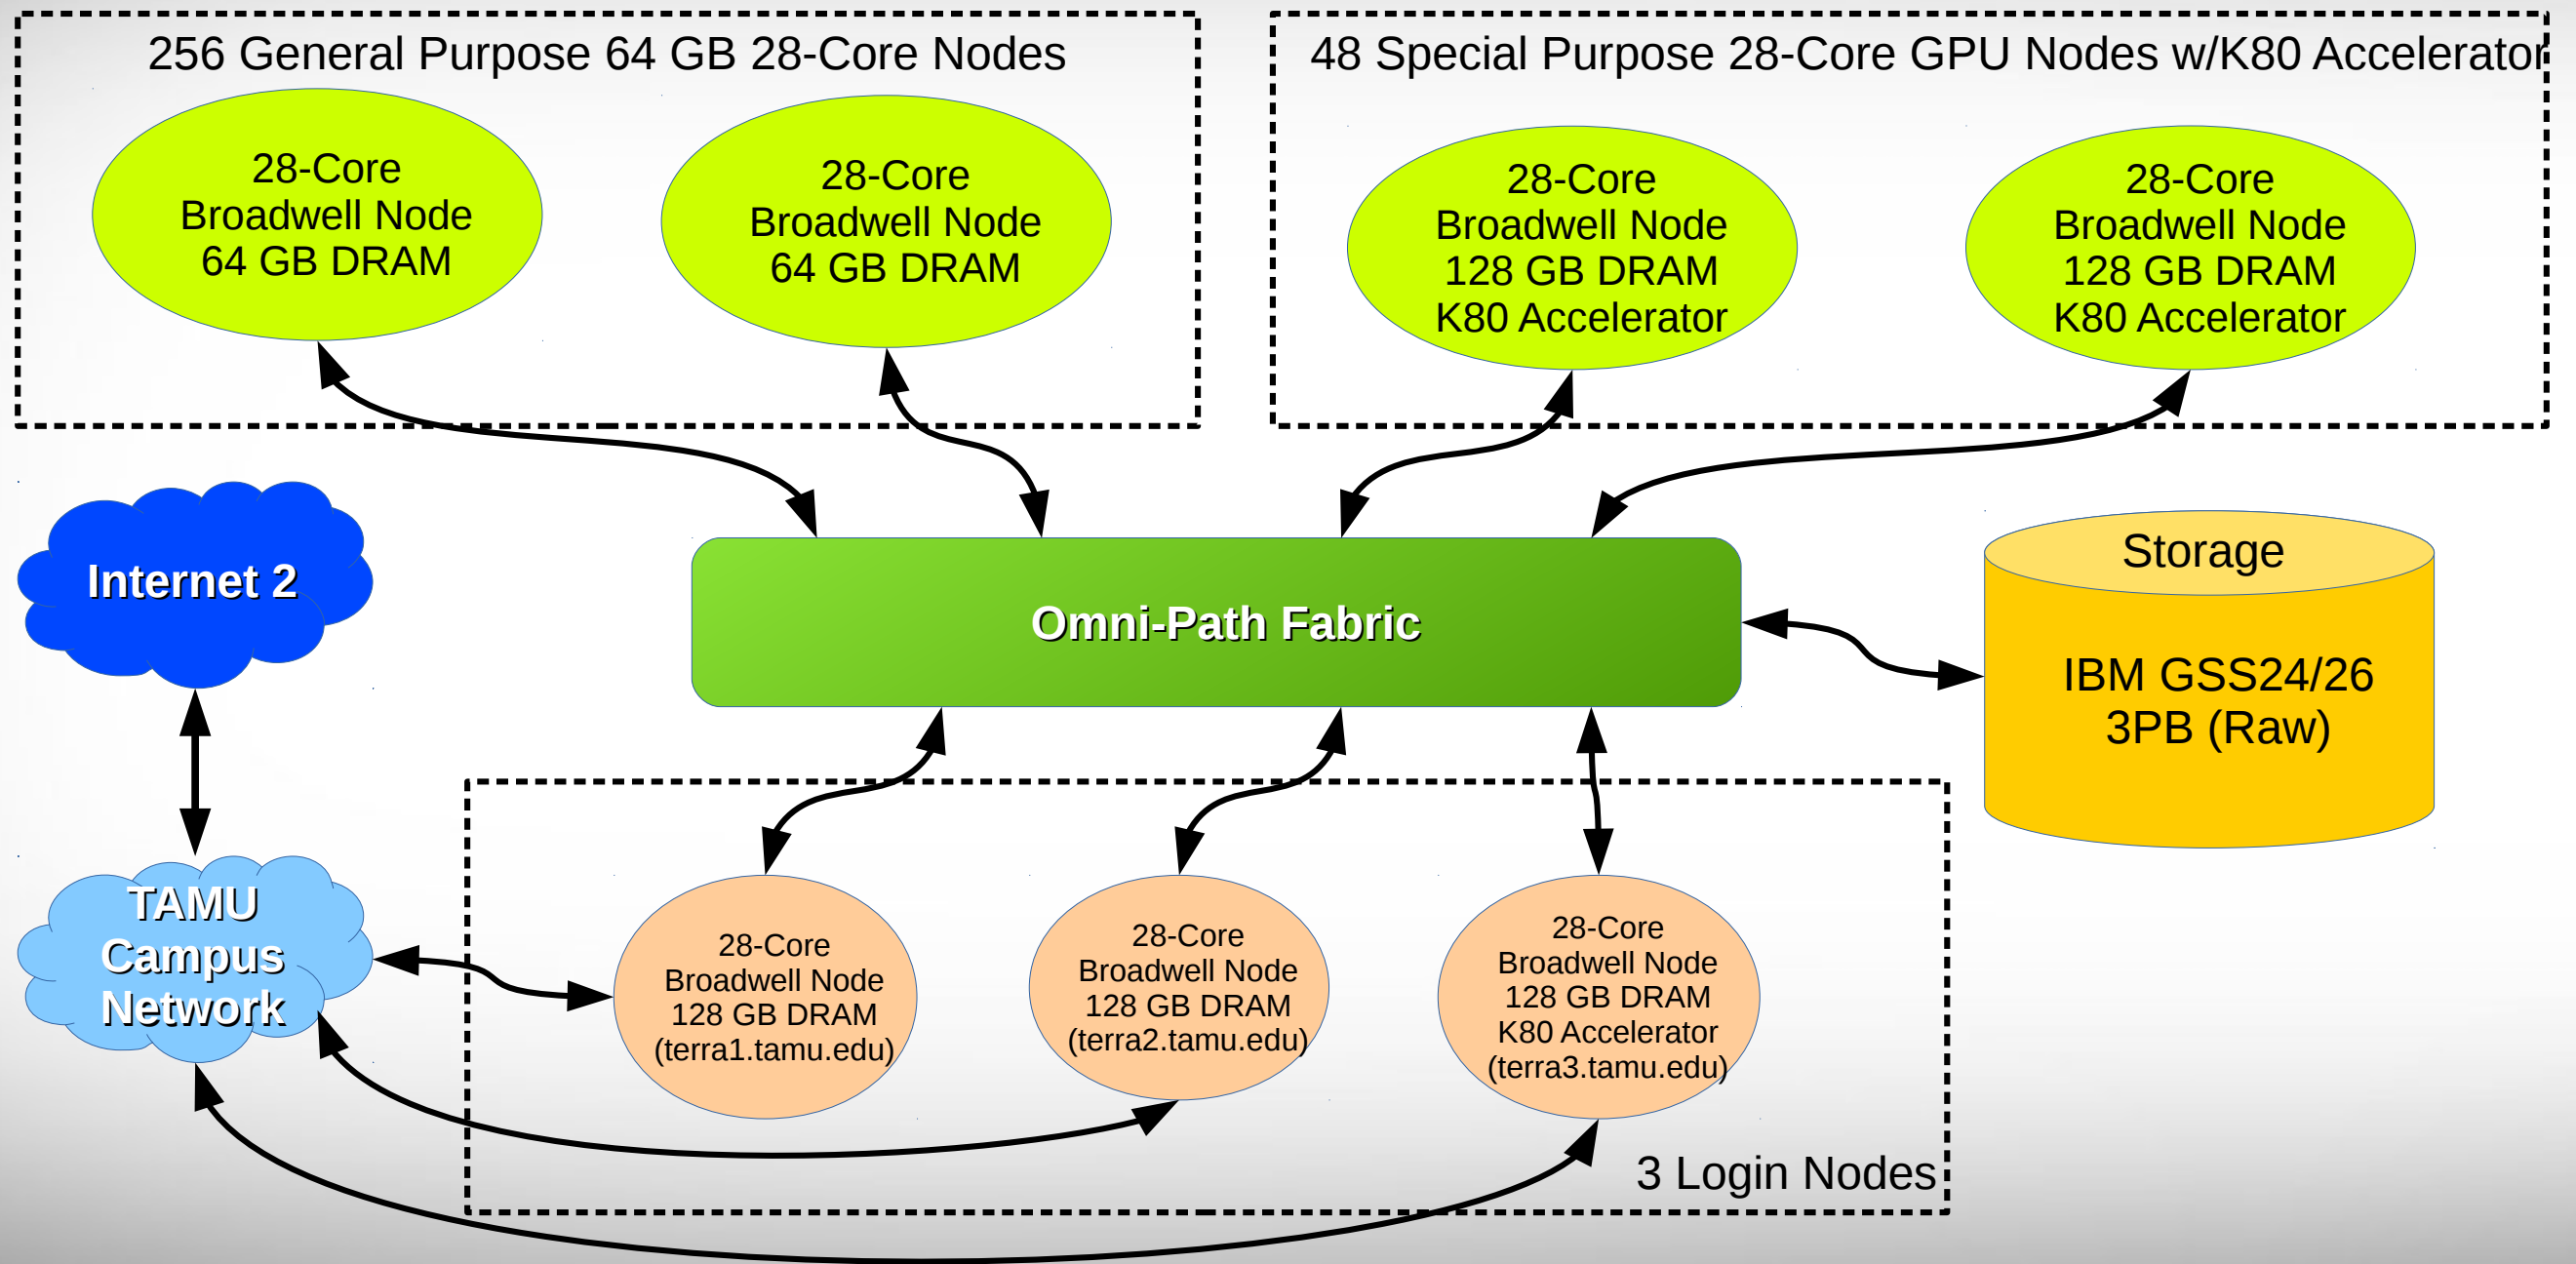 256 General Purpose 64 GB 28-Core Nodes
28-Core
Broadwell Node
64 GB DRAM
28-Core
Broadwell Node
64 GB DRAM
48 Special Purpose 28-Core GPU Nodes w/K80 Accelerator
28-Core
Broadwell Node
128 GB DRAM
K80 Accelerator
28-Core
Broadwell Node
128 GB DRAM
K80 Accelerator
Internet 2
Omni-Path Fabric
Storage
IBM GSS24/26
3PB (Raw)
TAMU
Campus
Network
28-Core
Broadwell Node
128 GB DRAM
(terra1.tamu.edu)
28-Core
Broadwell Node
128 GB DRAM
(terra2.tamu.edu)
28-Core
Broadwell Node
128 GB DRAM
K80 Accelerator
(terra3.tamu.edu)
3 Login Nodes